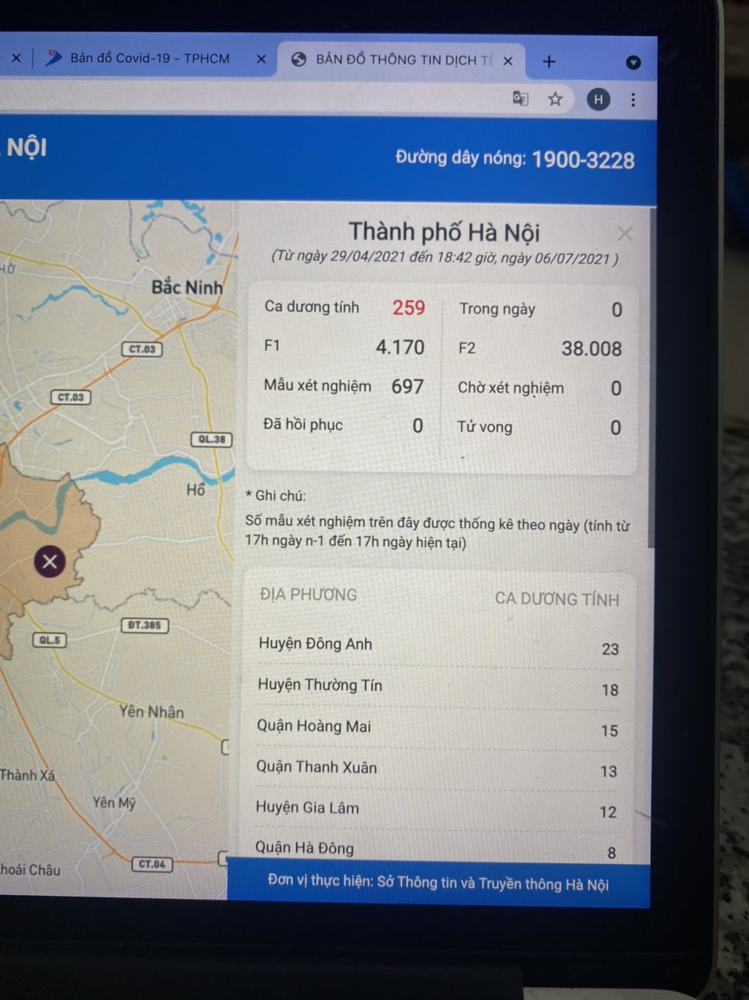 Bản đồ Covid-19 - TPHCM
BẢN ĐỒ THÔNG TIN DỊCH TỄ
H
NỘI
Đường dây nóng: 1900-3228
Thành phố Hà Nội
(Từ ngày 29/04/2021 đến 18:42 giờ, ngày 06/07/2021 )
Ca dương tính 259 Trong ngày 0
F1 4.170 F2 38.008
Mẫu xét nghiệm 697 Chờ xét nghiệm 0
Đã hồi phục 0 Tử vong 0
* Ghi chú:
Số mẫu xét nghiệm trên đây được thống kê theo ngày (tính từ
17h ngày n-1 đến 17h ngày hiện tại)
ĐỊA PHƯƠNG CA DƯƠNG TÍNH
Huyện Đông Anh 23
Huyện Thường Tín 18
Quận Hoàng Mai 15
Quận Thanh Xuân 13
Huyện Gia Lâm 12
Quận Hà Đông 8
Đơn vị thực hiện: Sở Thông tin và Truyền thông Hà Nội
Bắc Ninh
CT.03
CT.03
QL.38
Hồ
ĐT.385
QL.5
Yên Nhân
Thành Xá
Yên Mỹ
CT.04
hoái Châu